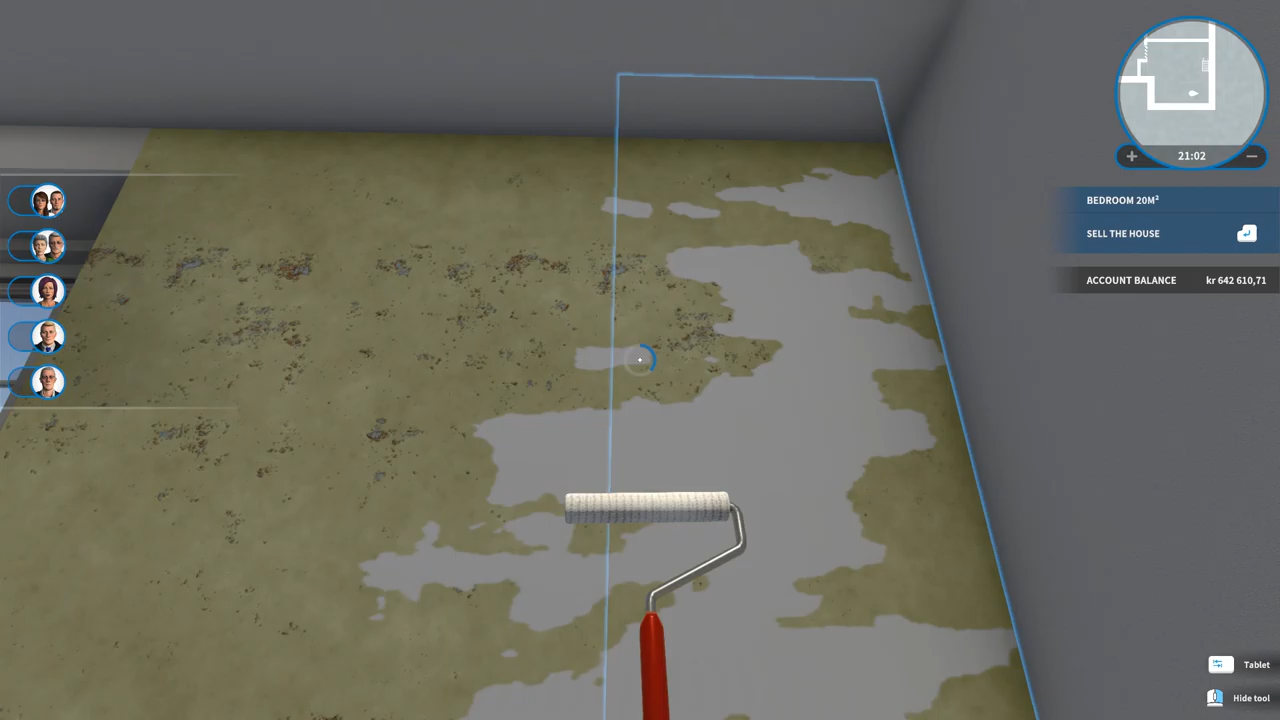 21:02
BEDROOM 20M²
SELL THE HOUSE
ACCOUNT BALANCE kr 642 610,71
Tablet
Hide tool